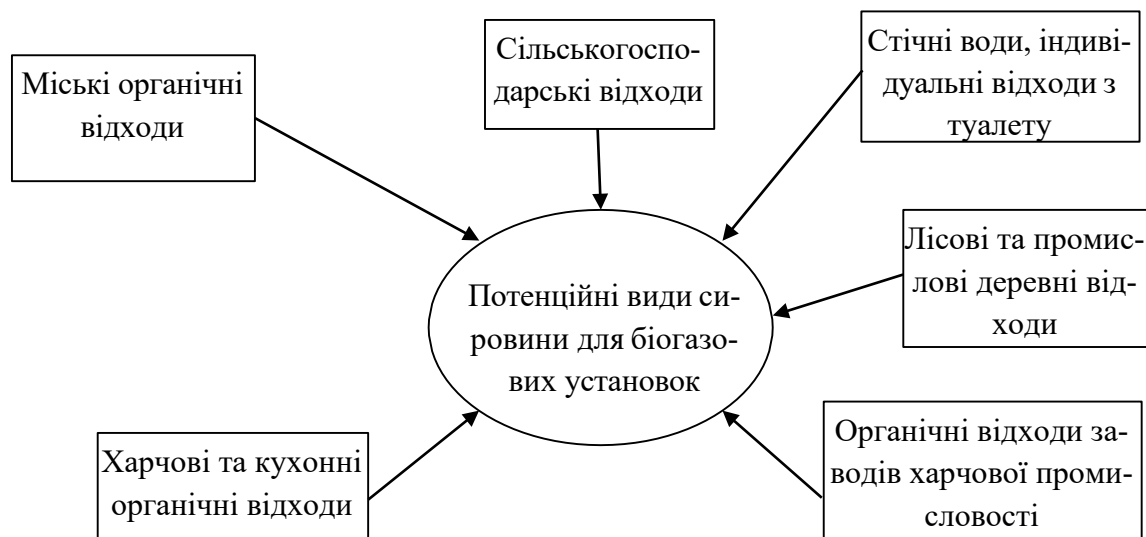 Міські органічні
відходи
Сільськогоспо-
дарські відходи
Стічні води, індиві-
дуальні відходи з
туалету
Лісові та промис-
лові деревні від-
ходи
Потенційні види си-
ровини для біогазо-
вих установок
Харчові та кухонні
органічні відходи
Органічні відходи за-
водів харчової проми-
словості